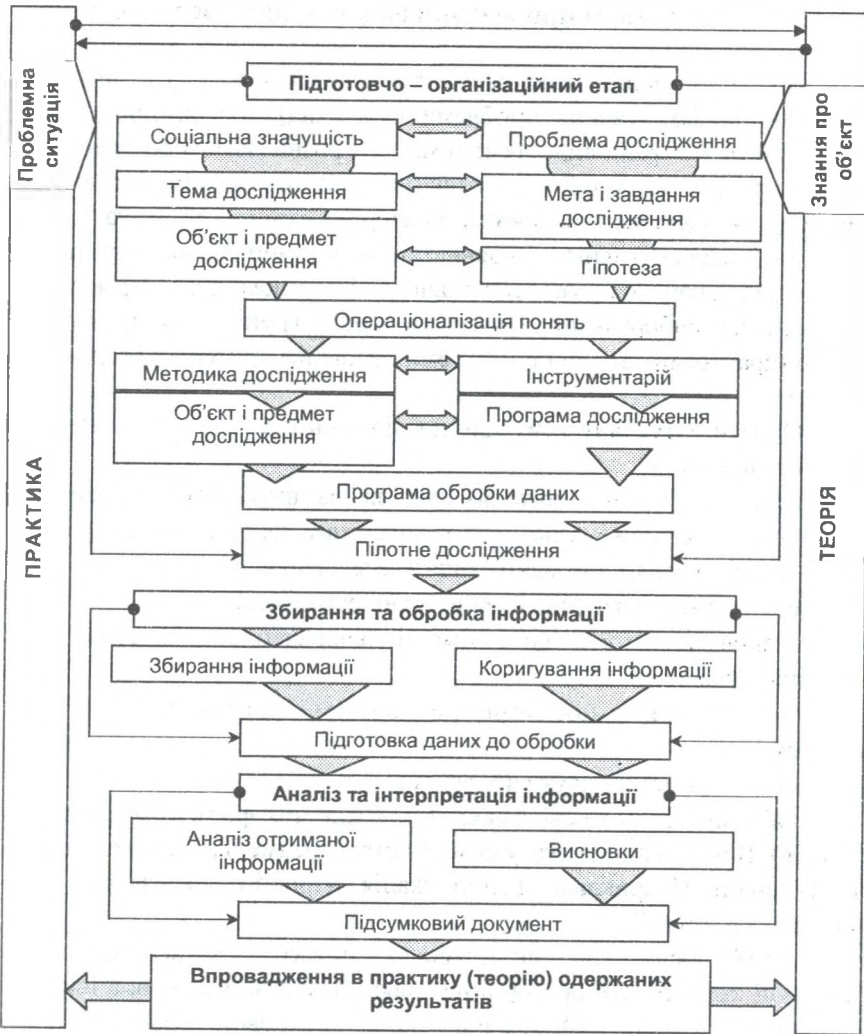 Проблемна
ситуація
ПРАКТИКА
Підготовчо – організаційний етап
Соціальна значущість
Проблема дослідження
Тема дослідження
Мета і завдання
дослідження
Об’єкт і предмет
дослідження
Гіпотеза
Операціоналізація понять
Методика дослідження
Інструментарій
Об’єкт і предмет
дослідження
Програма дослідження
Програма обробки даних
Пілотне дослідження
Збирання та обробка інформації
Збирання інформації
Коригування інформації
Підготовка даних до обробки
Аналіз та інтерпретація інформації
Аналіз отриманої
інформації
Висновки
Підсумковий документ
Впровадження в практику (теорію) одержаних
результатів
Знання про
об’єкт
ТЕОРІЯ